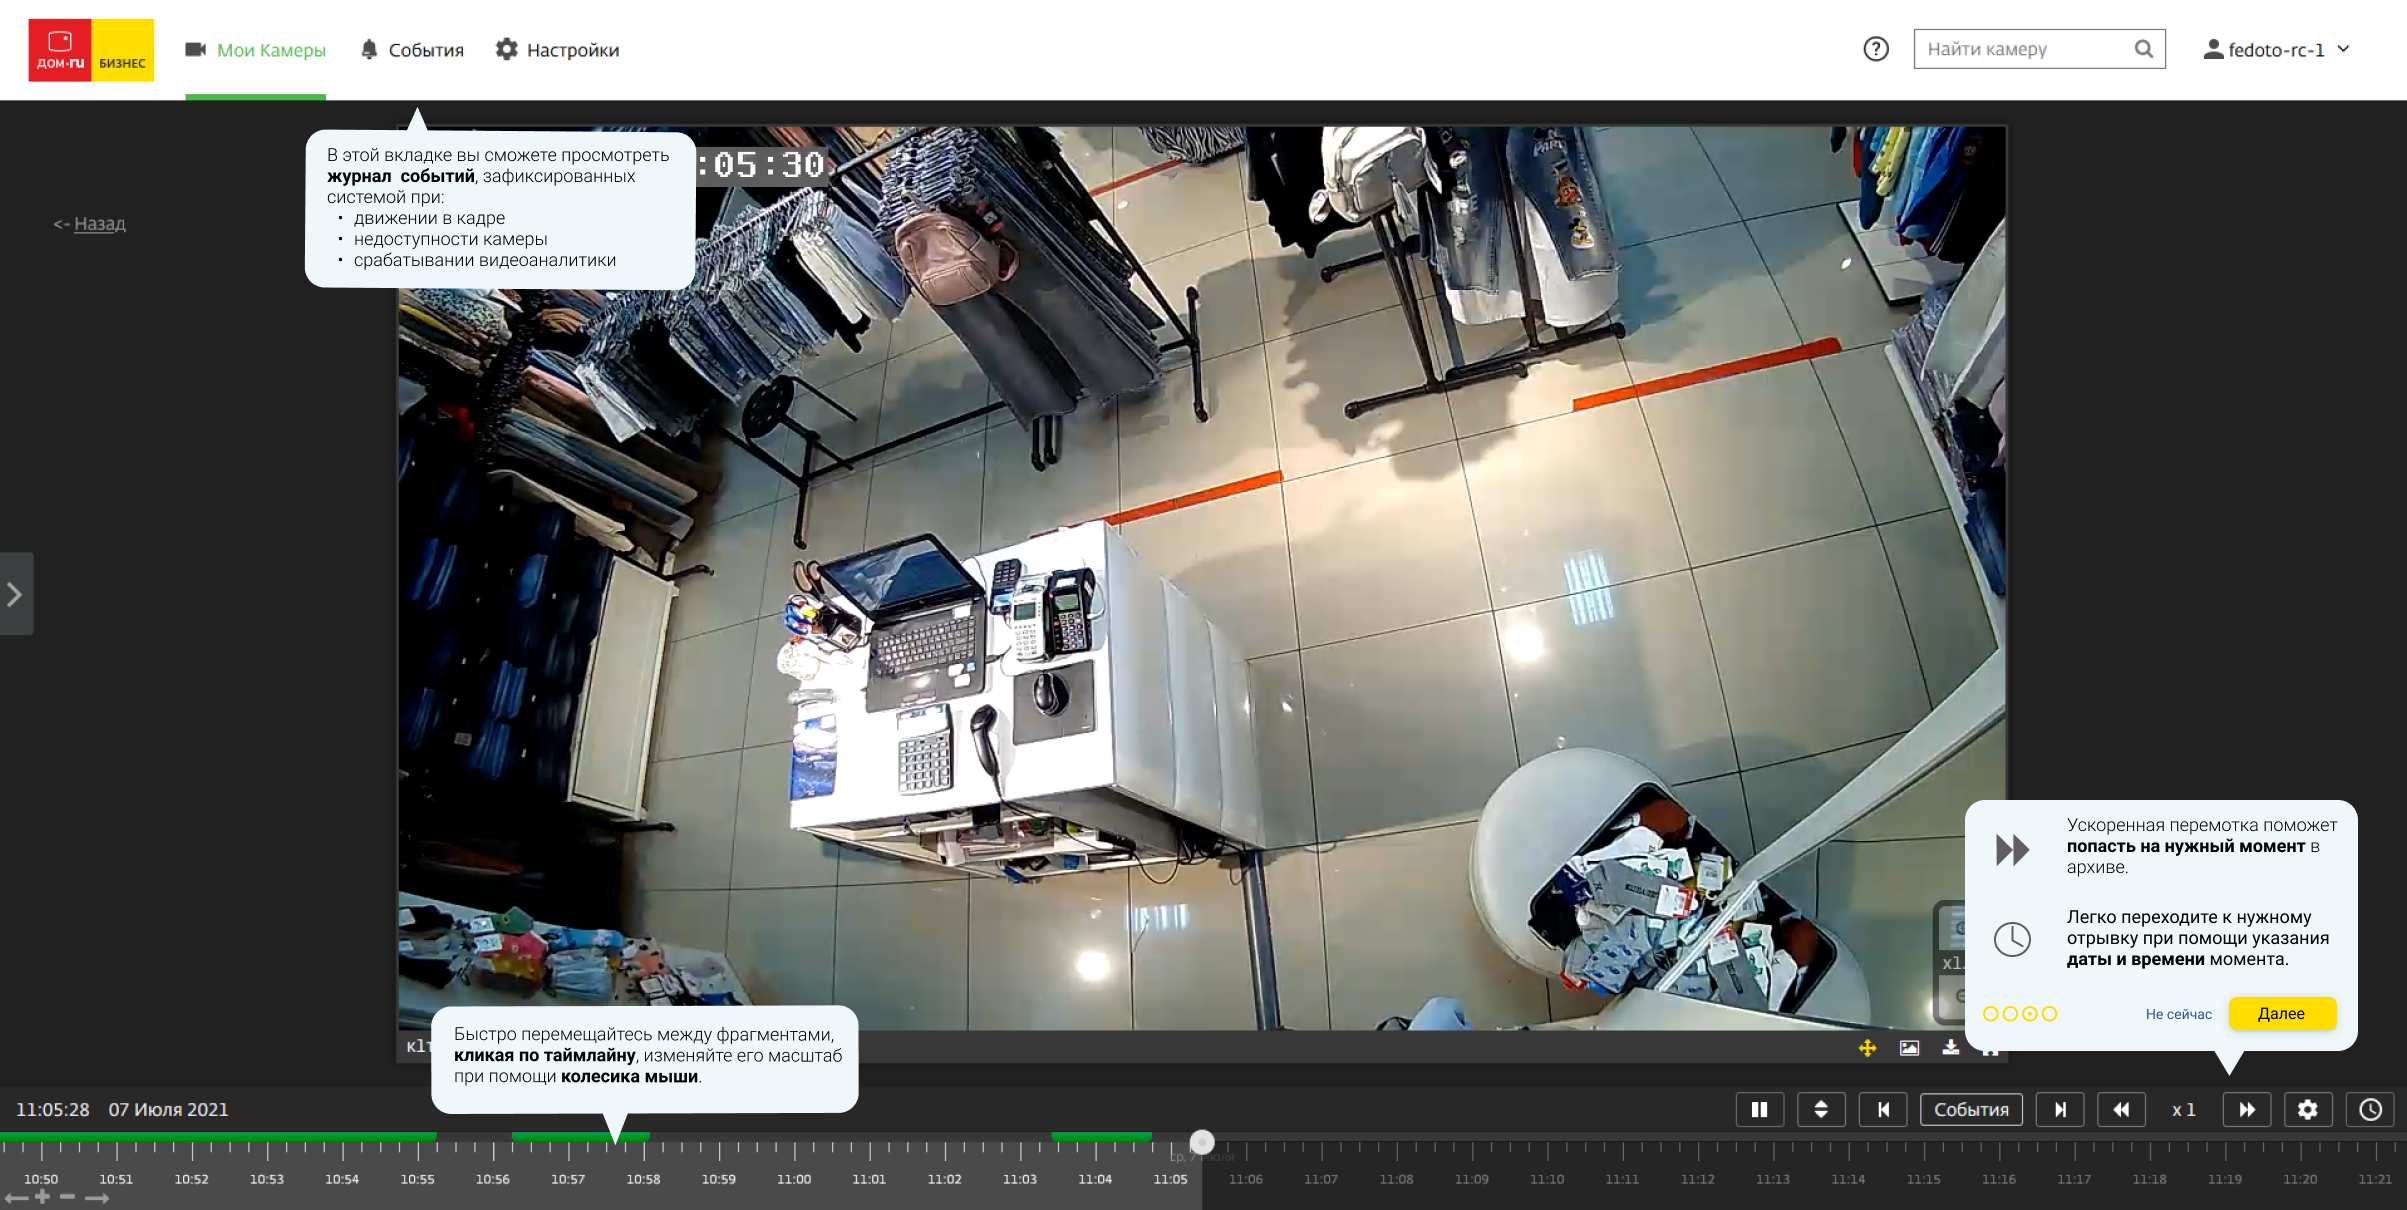 ДОМ-ru БИЗНЕС
Мои Камеры
События
Настройки
?
Найти камеру
fedoto-rc-1
В этой вкладке вы сможете просмотреть
журнал событий, зафиксированных
системой при:
• движении в кадре
• недоступности камеры
• срабатывании видеоаналитики
:05:30
<- Назад
Ускоренная перемотка поможет
попасть на нужный момент в
архиве.
Легко переходите к нужному
отрывку при помощи указания
даты и времени момента.
Не сейчас
Далее
Быстро перемещайтесь между фрагментами,
кликая по таймлайну, изменяйте его масштаб
при помощи колесика мыши.
11:05:28 07 Июля 2021
События
x 1
10:50 10:51 10:52 10:53 10:54 10:55 10:56 10:57 10:58 10:59 11:00 11:01 11:02 11:03 11:04 11:05 11:06 11:07 11:08 11:09 11:10 11:11 11:12 11:13 11:14 11:15 11:16 11:17 11:18 11:19 11:20 11:21